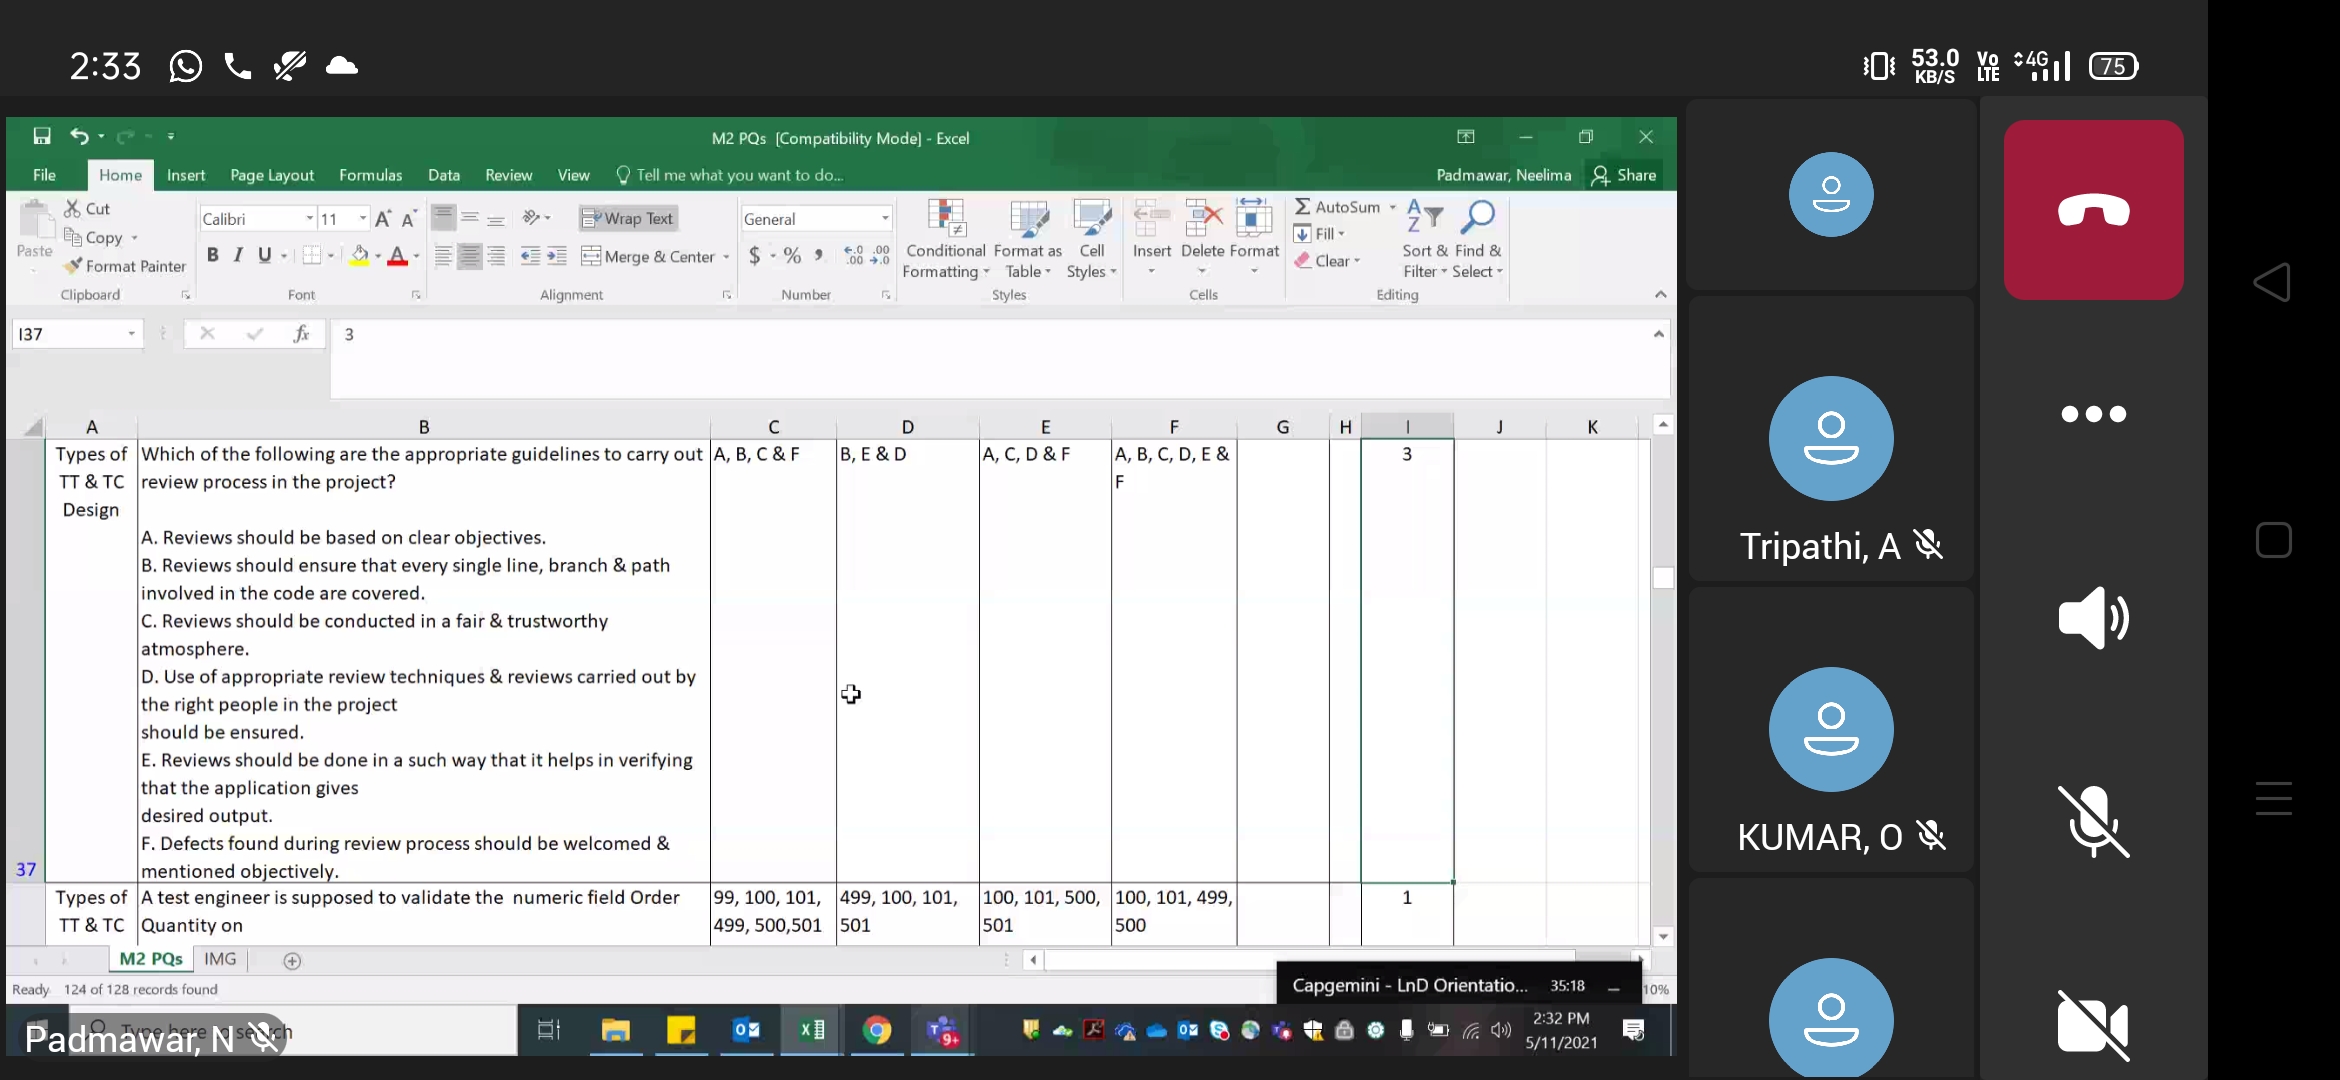 2:33
53.0 KB/S
Vo LTE
4G
75
M2 PQs [Compatibility Mode] - Excel
File Home Insert Page Layout Formulas Data Review View Tell me what you want to do...
Padmawar, Neelima Share
Paste
Cut
Copy
Format Painter
Clipboard
Calibri 11
B I U
Font
Wrap Text
Merge & Center
Alignment
General
$ % ,
Number
Conditional Formatting
Format as Table
Cell Styles
Styles
Insert Delete Format
Cells
AutoSum
Fill
Clear
Sort & Filter
Find & Select
Editing
I37
fx
3
A B C D E F G H I J K
37
Types of
TT & TC
Design
Which of the following are the appropriate guidelines to carry out
review process in the project?
A. Reviews should be based on clear objectives.
B. Reviews should ensure that every single line, branch & path
involved in the code are covered.
C. Reviews should be conducted in a fair & trustworthy
atmosphere.
D. Use of appropriate review techniques & reviews carried out by
the right people in the project
should be ensured.
E. Reviews should be done in a such way that it helps in verifying
that the application gives
desired output.
F. Defects found during review process should be welcomed &
mentioned objectively.
A, B, C & F
B, E & D
A, C, D & F
A, B, C, D, E &
F
3
Types of
TT & TC
A test engineer is supposed to validate the numeric field Order
Quantity on
99, 100, 101,
499, 500,501
499, 100, 101,
501
100, 101, 500,
501
100, 101, 499,
500
1
M2 PQs IMG
Ready 124 of 128 records found
Capgemini - LnD Orientatio... 35:18
10%
Type here to search
Padmawar, N
9+
2:32 PM
5/11/2021
Tripathi, A
KUMAR, O